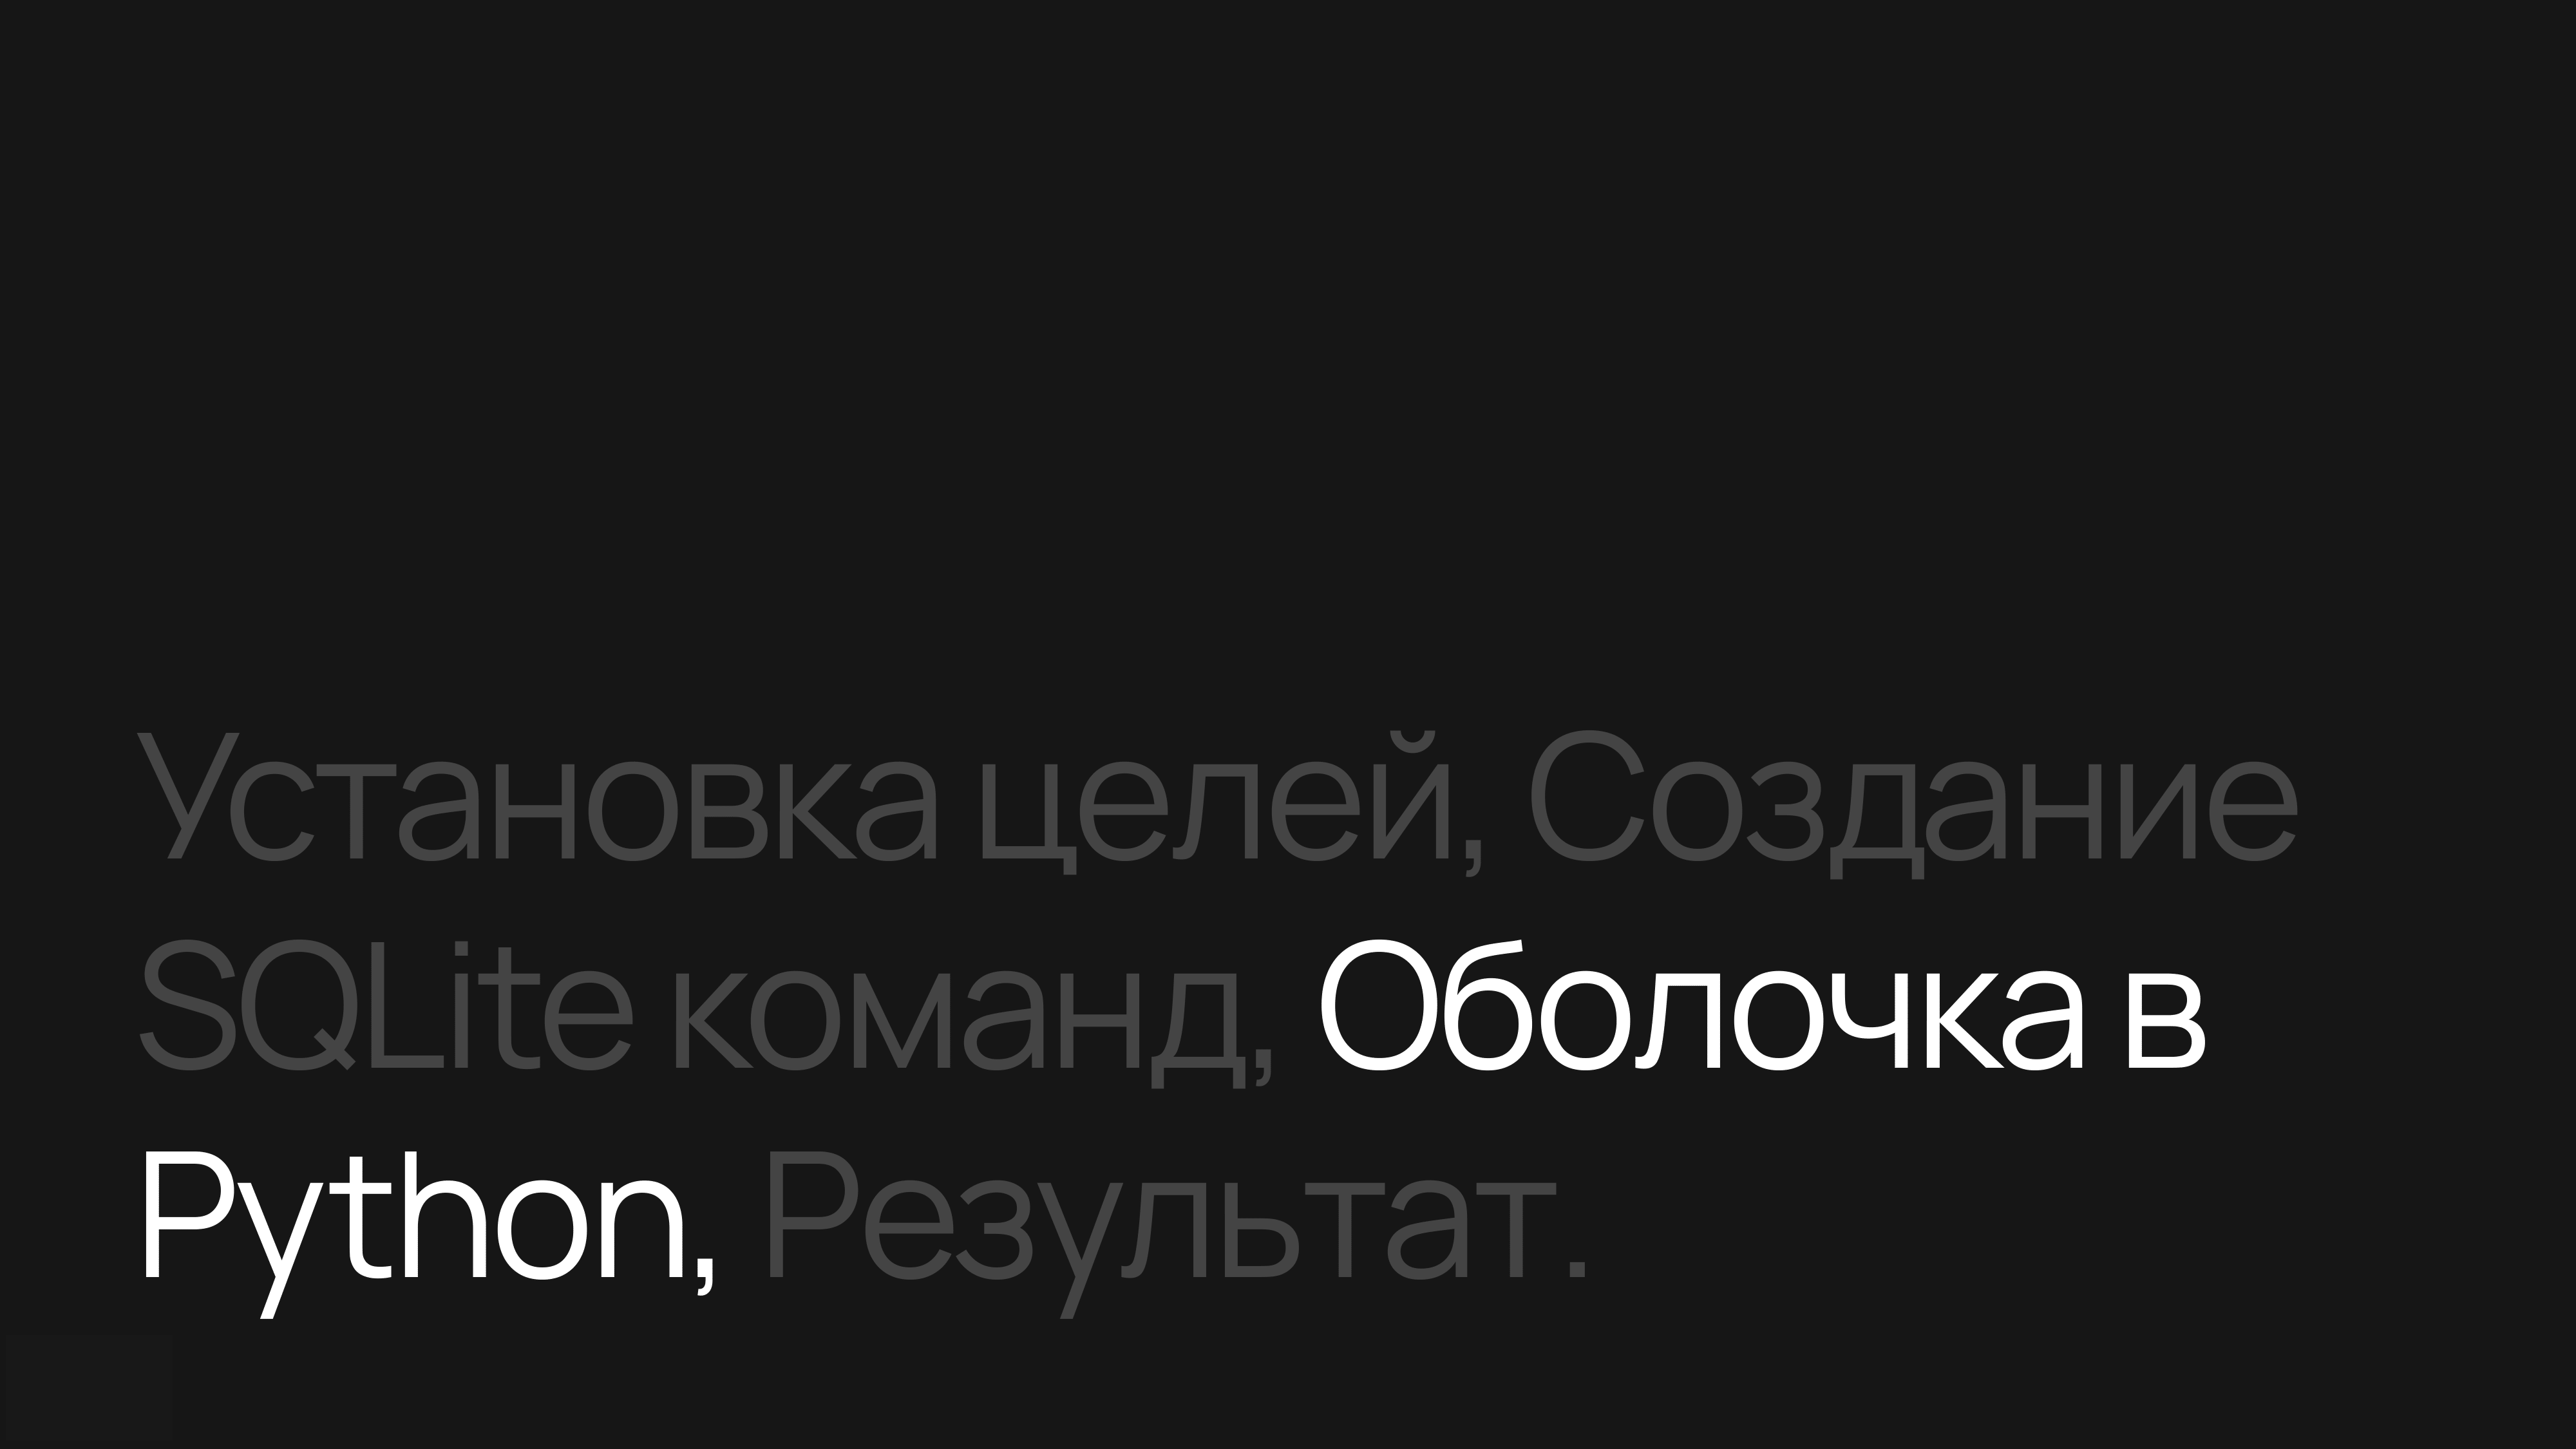 Установка целей, Создание
SQLite команд, Оболочка в
Python, Результат.